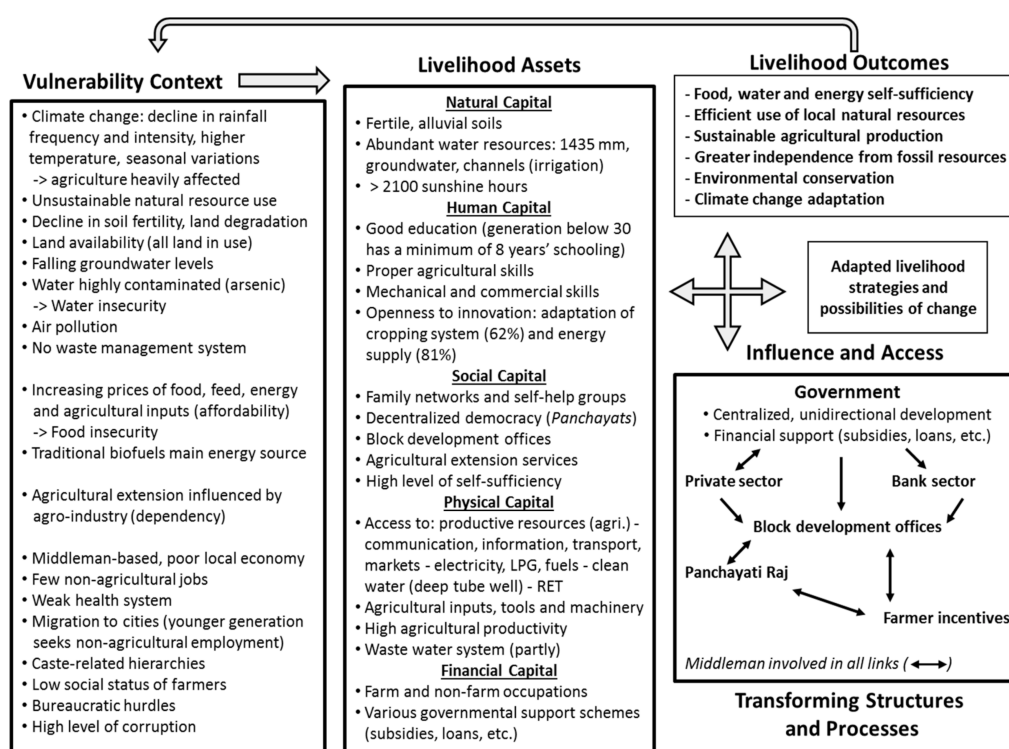 Vulnerability Context
• Climate change: decline in rainfall
frequency and intensity, higher
temperature, seasonal variations
-> agriculture heavily affected
• Unsustainable natural resource use
• Decline in soil fertility, land degradation
• Land availability (all land in use)
• Falling groundwater levels
• Water highly contaminated (arsenic)
-> Water insecurity
• Air pollution
• No waste management system
• Increasing prices of food, feed, energy
and agricultural inputs (affordability)
-> Food insecurity
• Traditional biofuels main energy source
• Agricultural extension influenced by
agro-industry (dependency)
• Middleman-based, poor local economy
• Few non-agricultural jobs
• Weak health system
• Migration to cities (younger generation
seeks non-agricultural employment)
• Caste-related hierarchies
• Low social status of farmers
• Bureaucratic hurdles
• High level of corruption
Livelihood Assets
Natural Capital
• Fertile, alluvial soils
• Abundant water resources: 1435 mm,
groundwater, channels (irrigation)
• > 2100 sunshine hours
Human Capital
• Good education (generation below 30
has a minimum of 8 years’ schooling)
• Proper agricultural skills
• Mechanical and commercial skills
• Openness to innovation: adaptation of
cropping system (62%) and energy
supply (81%)
Social Capital
• Family networks and self-help groups
• Decentralized democracy (Panchayats)
• Block development offices
• Agricultural extension services
• High level of self-sufficiency
Physical Capital
• Access to: productive resources (agri.) -
communication, information, transport,
markets - electricity, LPG, fuels - clean
water (deep tube well) - RET
• Agricultural inputs, tools and machinery
• High agricultural productivity
• Waste water system (partly)
Financial Capital
• Farm and non-farm occupations
• Various governmental support schemes
(subsidies, loans, etc.)
Livelihood Outcomes
- Food, water and energy self-sufficiency
- Efficient use of local natural resources
- Sustainable agricultural production
- Greater independence from fossil resources
- Environmental conservation
- Climate change adaptation
Adapted livelihood
strategies and
possibilities of change
Influence and Access
Government
• Centralized, unidirectional development
• Financial support (subsidies, loans, etc.)
Private sector
Bank sector
Block development offices
Panchayati Raj
Farmer incentives
Middleman involved in all links (⟷)
Transforming Structures
and Processes